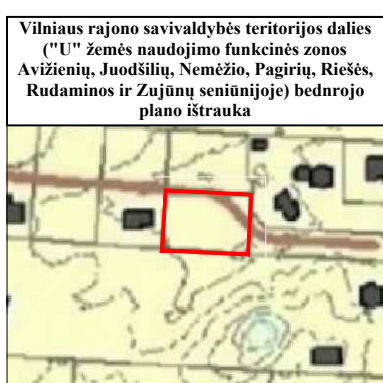 Vilniaus rajono savivaldybės teritorijos dalies
("U" žemės naudojimo funkcinės zonos
Avižienių, Juodšilių, Nemėžio, Pagirių, Riešės,
Rudaminos ir Zujūnų seniūnijoje) bednrojo
plano ištrauka